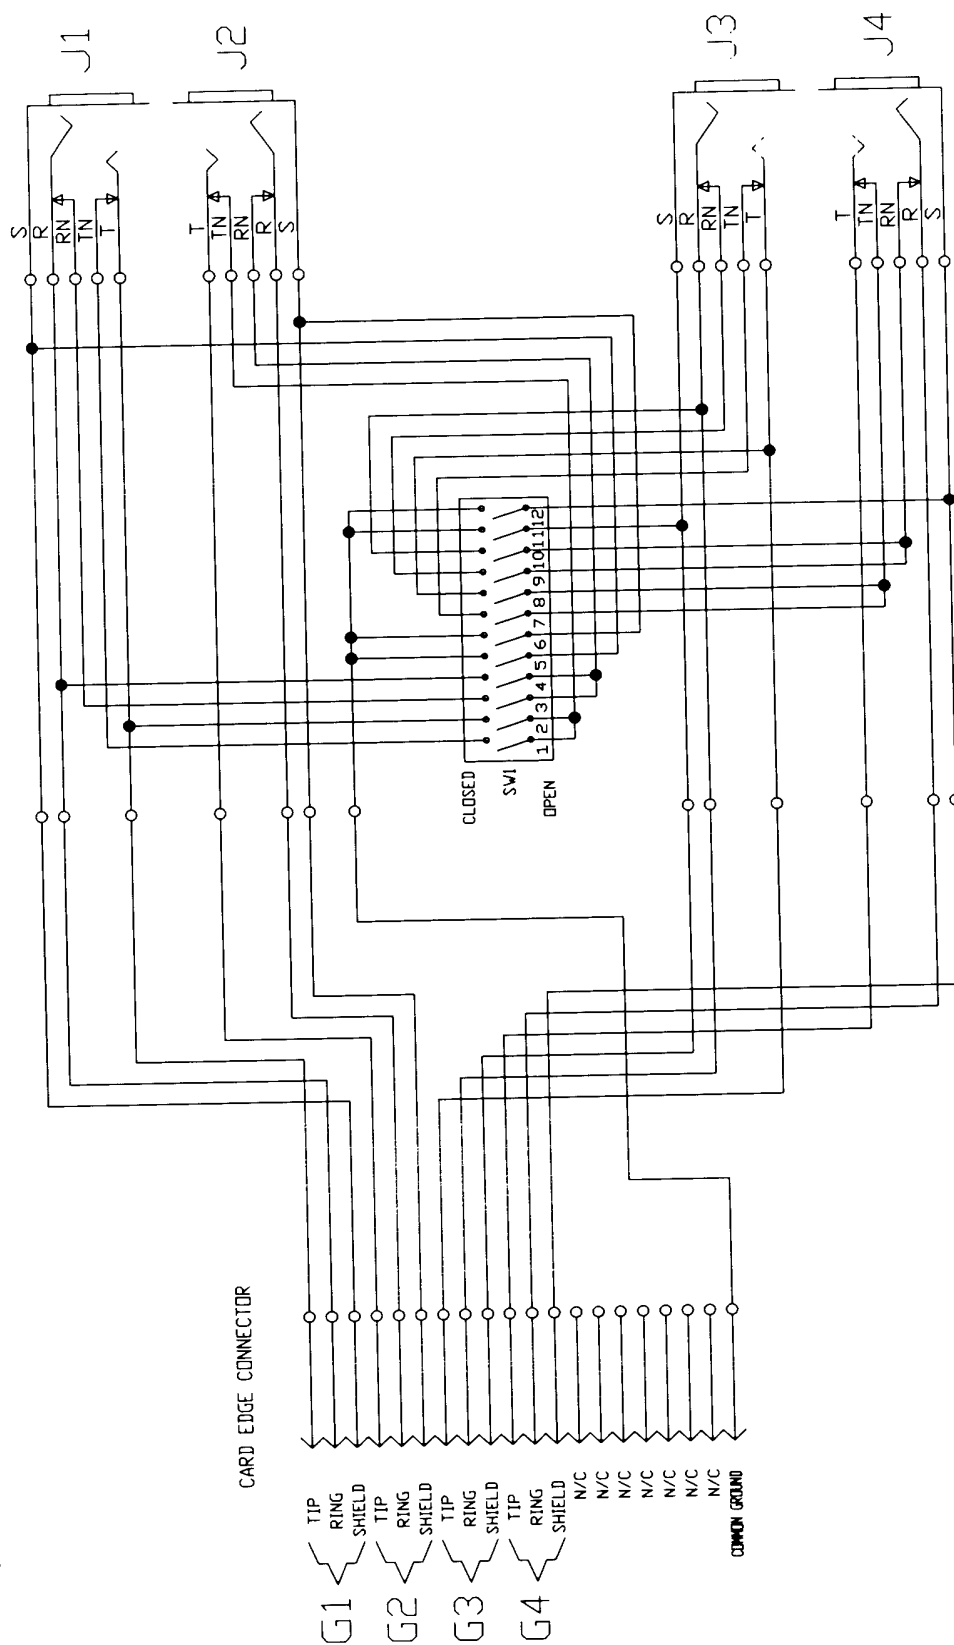 J1
J2
J3
J4
S
R
RN
TN
T
T
TN
RN
R
S
S
R
RN
TN
T
T
TN
RN
R
S
CLOSED
SW1
OPEN
1 2 3 4 5 6 7 8 9 10 11 12
CARD EDGE CONNECTOR
G1
TIP
RING
SHIELD
G2
TIP
RING
SHIELD
G3
TIP
RING
SHIELD
G4
TIP
RING
SHIELD
N/C
N/C
N/C
N/C
N/C
N/C
N/C
COMMON GROUND